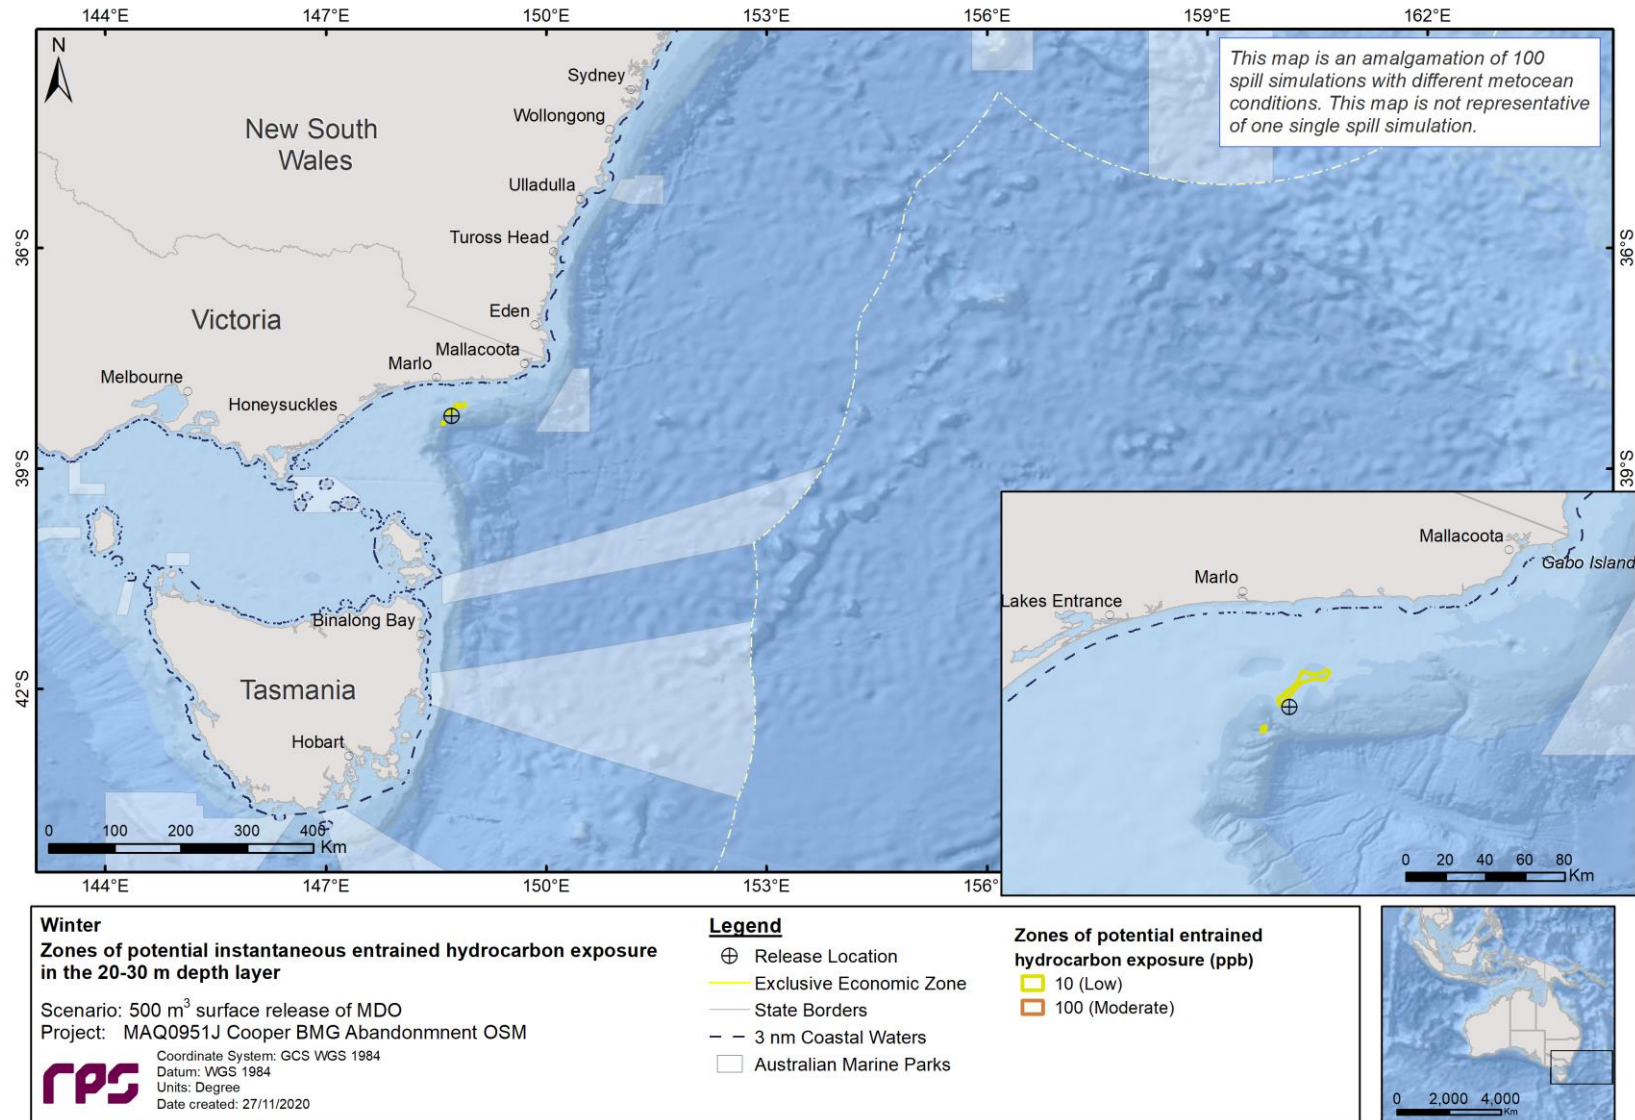 144°E 147°E 150°E 153°E 156°E 159°E 162°E
N
This map is an amalgamation of 100
spill simulations with different metocean
conditions. This map is not representative
of one single spill simulation.
Sydney
Wollongong
New South
Wales
Ulladulla
Tuross Head
36°S 36°S
Eden
Victoria
Mallacoota
Marlo
Melbourne
Honeysuckles
39°S 39°S
Mallacoota
Gabo Island
Marlo
Lakes Entrance
Binalong Bay
Tasmania
42°S
Hobart
0 100 200 300 400
Km
0 20 40 60 80
Km
144°E 147°E 150°E 153°E 156°
Winter
Zones of potential instantaneous entrained hydrocarbon exposure
in the 20-30 m depth layer
Scenario: 500 m³ surface release of MDO
Project: MAQ0951J Cooper BMG Abandonmnent OSM
rps
Coordinate System: GCS WGS 1984
Datum: WGS 1984
Units: Degree
Date created: 27/11/2020
Legend
Release Location
Exclusive Economic Zone
State Borders
3 nm Coastal Waters
Australian Marine Parks
Zones of potential entrained
hydrocarbon exposure (ppb)
10 (Low)
100 (Moderate)
0 2,000 4,000
Km